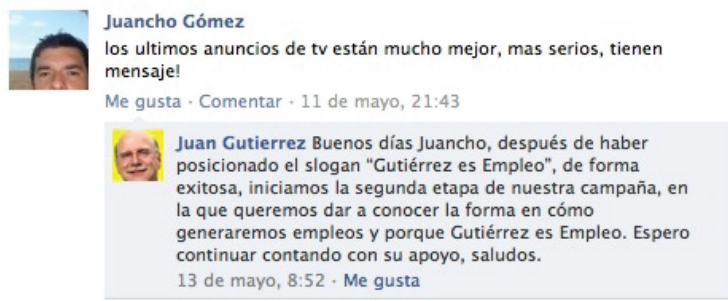 Juancho Gómez
los ultimos anuncios de tv están mucho mejor, mas serios, tienen
mensaje!
Me gusta · Comentar · 11 de mayo, 21:43
Juan Gutierrez Buenos días Juancho, después de haber
posicionado el slogan “Gutiérrez es Empleo”, de forma
exitosa, iniciamos la segunda etapa de nuestra campaña, en
la que queremos dar a conocer la forma en cómo
generaremos empleos y porque Gutiérrez es Empleo. Espero
continuar contando con su apoyo, saludos.
13 de mayo, 8:52 · Me gusta